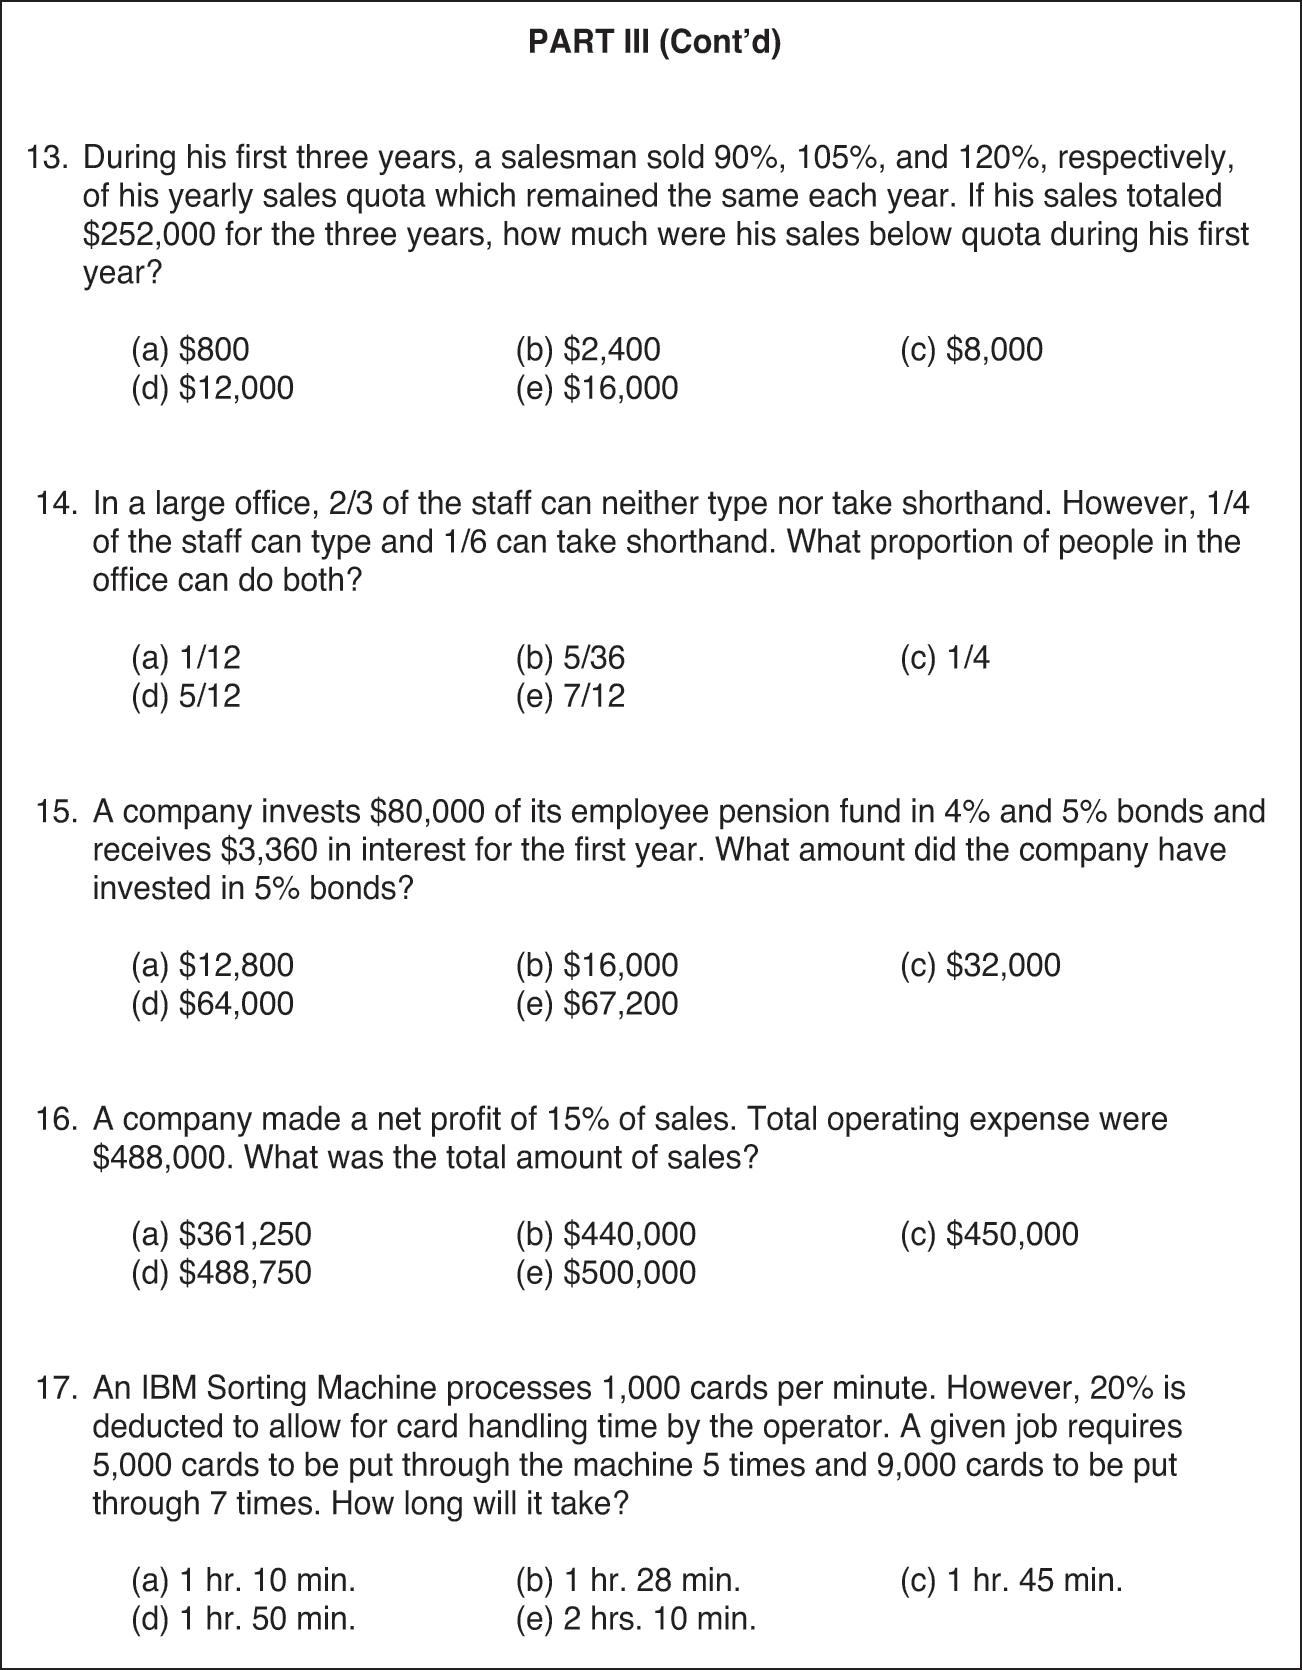 PART III (Cont’d)
13. During his first three years, a salesman sold 90%, 105%, and 120%, respectively,
of his yearly sales quota which remained the same each year. If his sales totaled
$252,000 for the three years, how much were his sales below quota during his first
year?
(a) $800 (b) $2,400 (c) $8,000
(d) $12,000 (e) $16,000
14. In a large office, 2/3 of the staff can neither type nor take shorthand. However, 1/4
of the staff can type and 1/6 can take shorthand. What proportion of people in the
office can do both?
(a) 1/12 (b) 5/36 (c) 1/4
(d) 5/12 (e) 7/12
15. A company invests $80,000 of its employee pension fund in 4% and 5% bonds and
receives $3,360 in interest for the first year. What amount did the company have
invested in 5% bonds?
(a) $12,800 (b) $16,000 (c) $32,000
(d) $64,000 (e) $67,200
16. A company made a net profit of 15% of sales. Total operating expense were
$488,000. What was the total amount of sales?
(a) $361,250 (b) $440,000 (c) $450,000
(d) $488,750 (e) $500,000
17. An IBM Sorting Machine processes 1,000 cards per minute. However, 20% is
deducted to allow for card handling time by the operator. A given job requires
5,000 cards to be put through the machine 5 times and 9,000 cards to be put
through 7 times. How long will it take?
(a) 1 hr. 10 min. (b) 1 hr. 28 min. (c) 1 hr. 45 min.
(d) 1 hr. 50 min. (e) 2 hrs. 10 min.